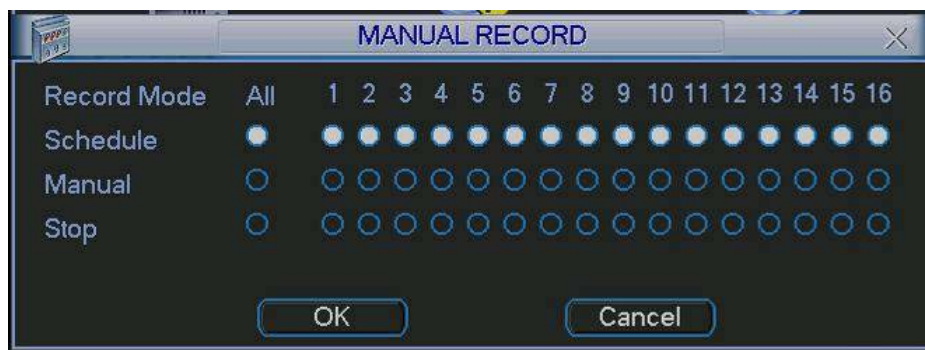 MANUAL RECORD
Record Mode All 1 2 3 4 5 6 7 8 9 10 11 12 13 14 15 16
Schedule
Manual
Stop
OK Cancel